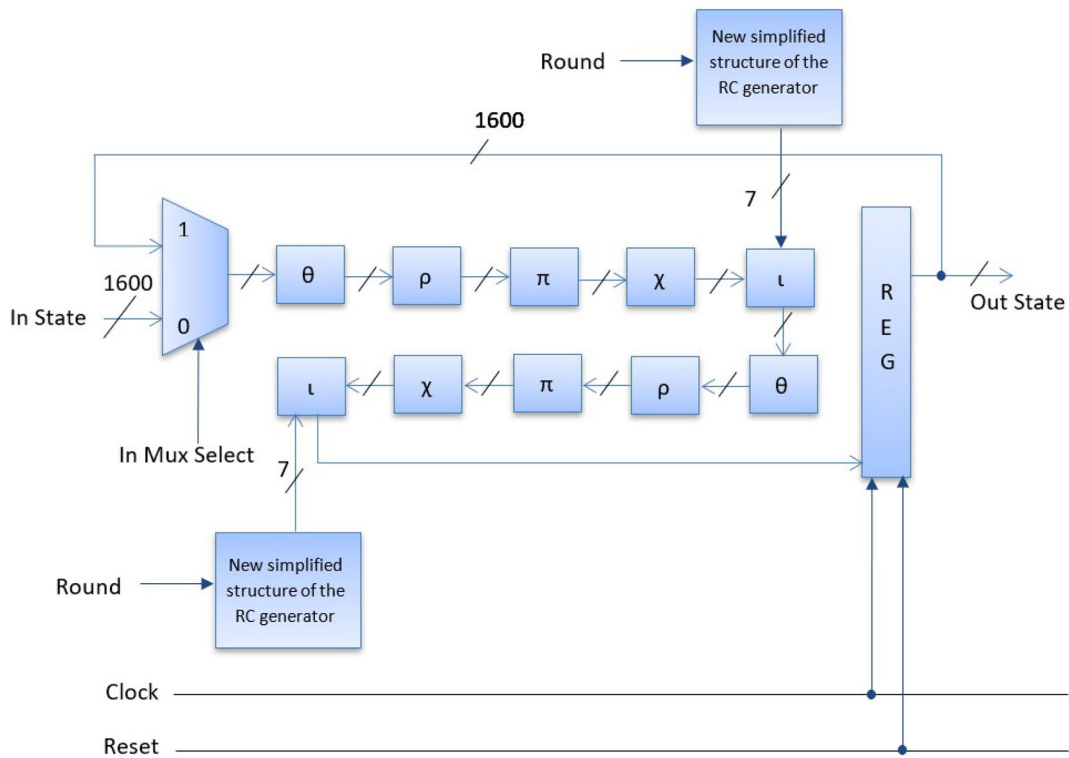 New simplified
structure of the
RC generator
Round
1600
7
1
θ
ρ
π
χ
ι
1600
In State
0
R
E
G
Out State
ι
χ
π
ρ
θ
In Mux Select
7
New simplified
structure of the
RC generator
Round
Clock
Reset